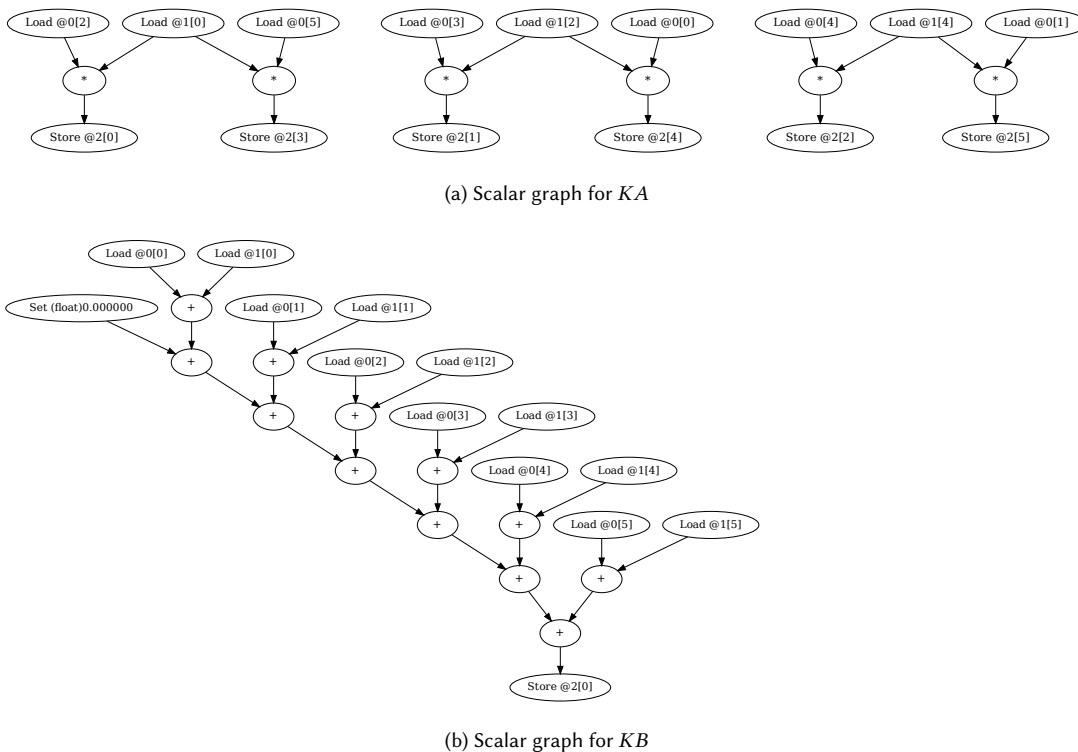 Load @0[2] Load @1[0] Load @0[5] Load @0[3] Load @1[2] Load @0[0] Load @0[4] Load @1[4] Load @0[1]
* * * * * *
Store @2[0] Store @2[3] Store @2[1] Store @2[4] Store @2[2] Store @2[5]
(a) Scalar graph for KA
Load @0[0] Load @1[0]
Set (float)0.000000 + Load @0[1] Load @1[1]
+ + Load @0[2] Load @1[2]
+ + Load @0[3] Load @1[3]
+ + Load @0[4] Load @1[4]
+ + Load @0[5] Load @1[5]
+ +
+
Store @2[0]
(b) Scalar graph for KB